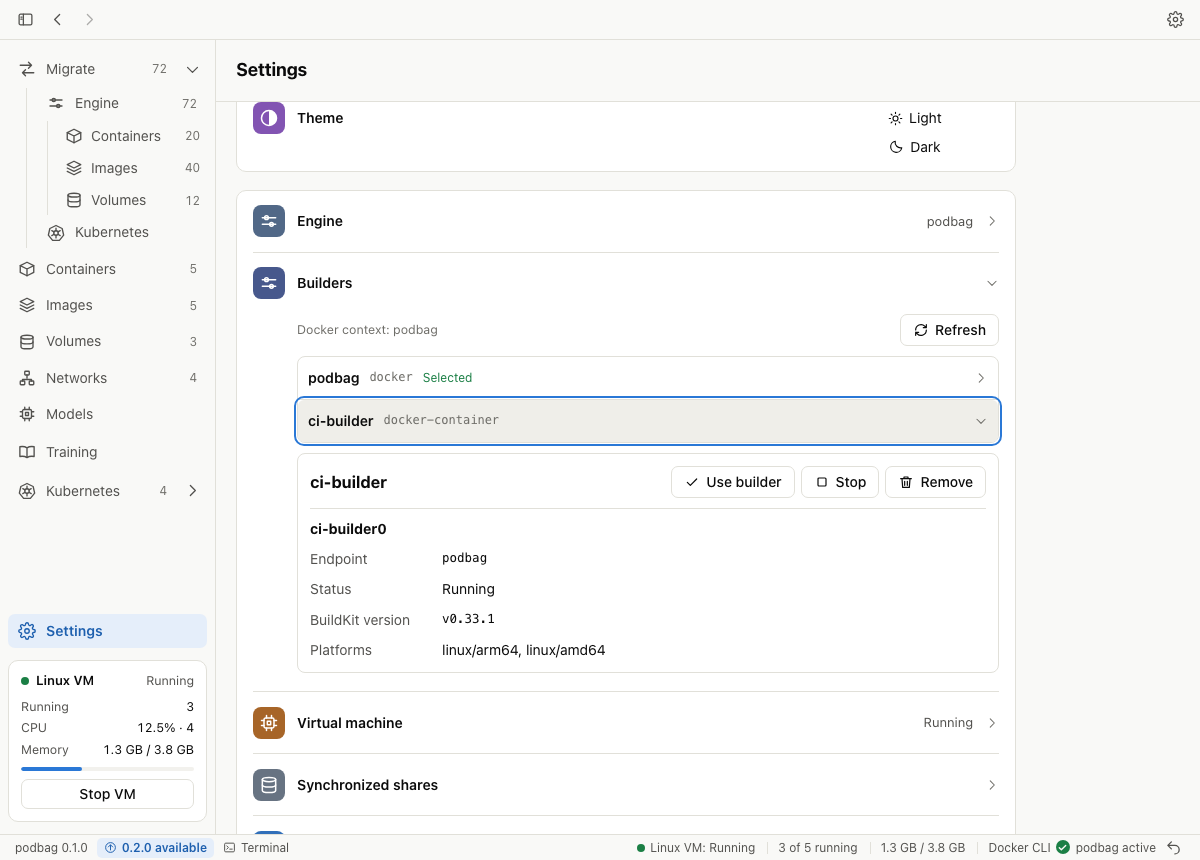 Migrate 72
Engine 72
Containers 20
Images 40
Volumes 12
Kubernetes
Containers 5
Images 5
Volumes 3
Networks 4
Models
Training
Kubernetes 4
Settings
Linux VM Running
Running 3
CPU 12.5% · 4
Memory 1.3 GB / 3.8 GB
Stop VM
Settings
Theme
Light
Dark
Engine podbag
Builders
Docker context: podbag
Refresh
podbag docker Selected
ci-builder docker-container
ci-builder Use builder Stop Remove
ci-builder0
Endpoint podbag
Status Running
BuildKit version v0.33.1
Platforms linux/arm64, linux/amd64
Virtual machine Running
Synchronized shares
podbag 0.1.0 0.2.0 available Terminal Linux VM: Running 3 of 5 running 1.3 GB / 3.8 GB Docker CLI podbag active